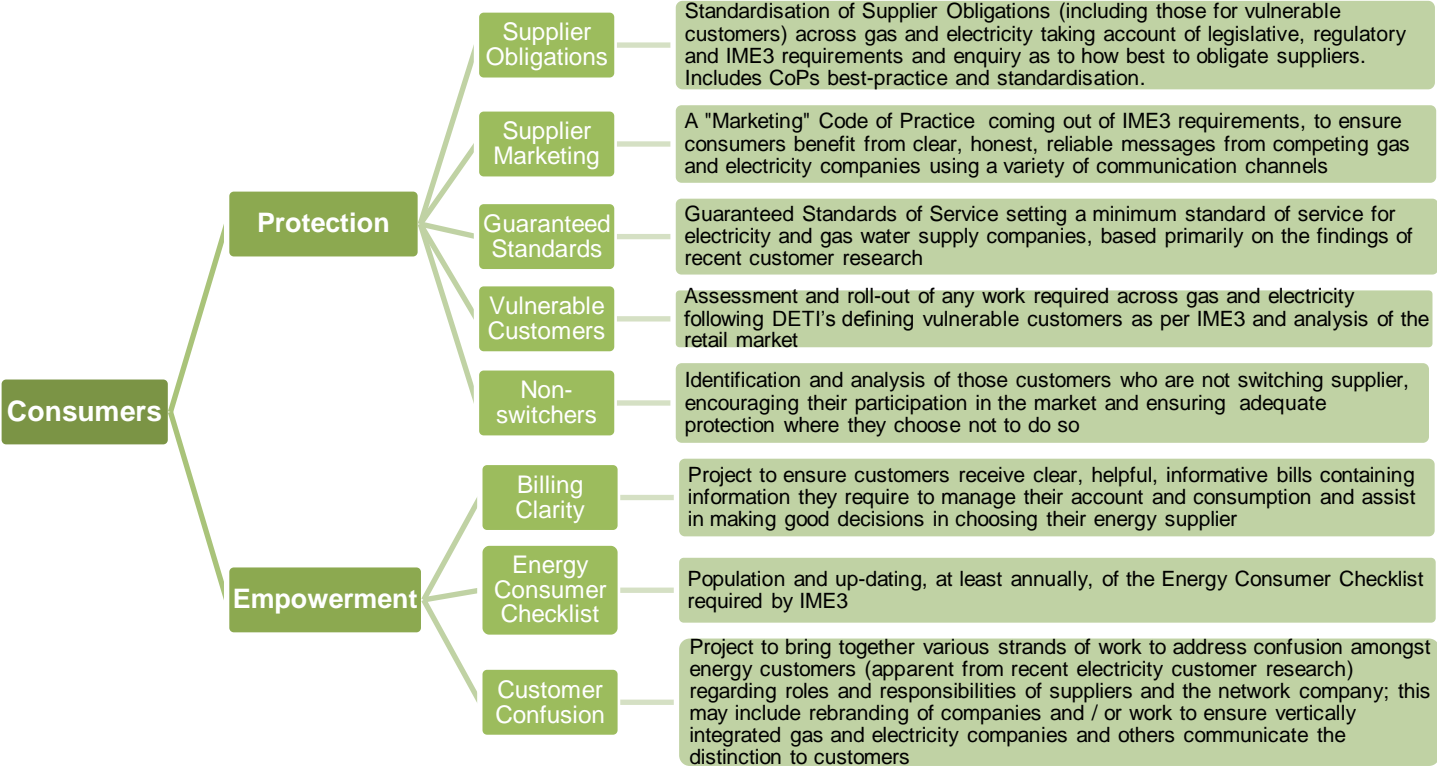 Consumers
Protection
Supplier
Obligations
Standardisation of Supplier Obligations (including those for vulnerable
customers) across gas and electricity taking account of legislative, regulatory
and IME3 requirements and enquiry as to how best to obligate suppliers.
Includes CoPs best-practice and standardisation.
Supplier
Marketing
A "Marketing" Code of Practice coming out of IME3 requirements, to ensure
consumers benefit from clear, honest, reliable messages from competing gas
and electricity companies using a variety of communication channels
Guaranteed
Standards
Guaranteed Standards of Service setting a minimum standard of service for
electricity and gas water supply companies, based primarily on the findings of
recent customer research
Vulnerable
Customers
Assessment and roll-out of any work required across gas and electricity
following DETI’s defining vulnerable customers as per IME3 and analysis of the
retail market
Non-
switchers
Identification and analysis of those customers who are not switching supplier,
encouraging their participation in the market and ensuring adequate
protection where they choose not to do so
Empowerment
Billing
Clarity
Project to ensure customers receive clear, helpful, informative bills containing
information they require to manage their account and consumption and assist
in making good decisions in choosing their energy supplier
Energy
Consumer
Checklist
Population and up-dating, at least annually, of the Energy Consumer Checklist
required by IME3
Customer
Confusion
Project to bring together various strands of work to address confusion amongst
energy customers (apparent from recent electricity customer research)
regarding roles and responsibilities of suppliers and the network company; this
may include rebranding of companies and / or work to ensure vertically
integrated gas and electricity companies and others communicate the
distinction to customers